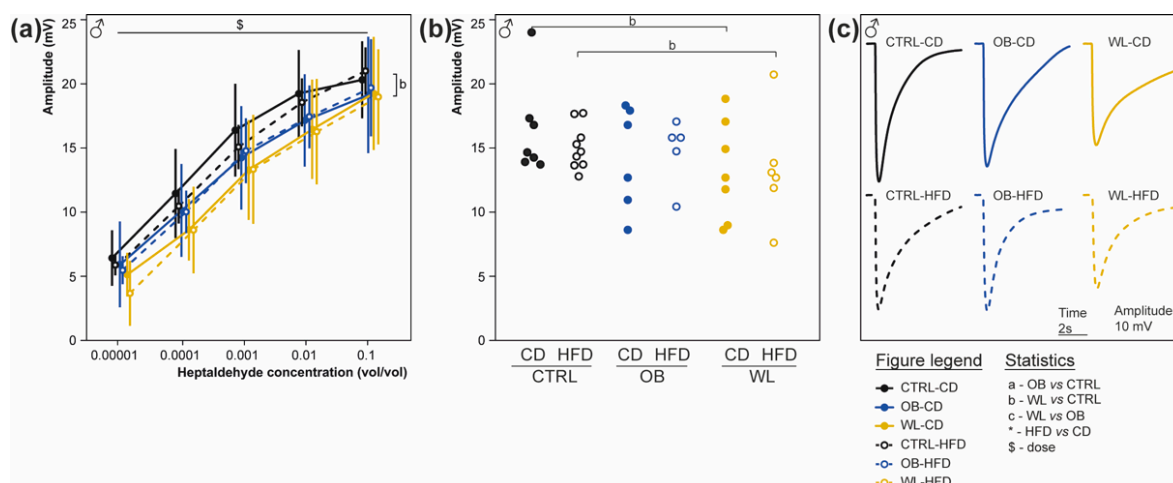 (a)
♂
$
b
Amplitude (mV)
25
20
15
10
5
0
0.00001 0.0001 0.001 0.01 0.1
Heptaldehyde concentration (vol/vol)
(b)
♂
b
b
Amplitude (mV)
25
20
15
10
5
0
CD HFD CD HFD CD HFD
CTRL OB WL
(c)
♂
CTRL-CD OB-CD WL-CD
CTRL-HFD OB-HFD WL-HFD
Time
2s
Amplitude
10 mV
Figure legend
CTRL-CD
OB-CD
WL-CD
CTRL-HFD
OB-HFD
WL-HFD
Statistics
a - OB vs CTRL
b - WL vs CTRL
c - WL vs OB
* - HFD vs CD
$ - dose